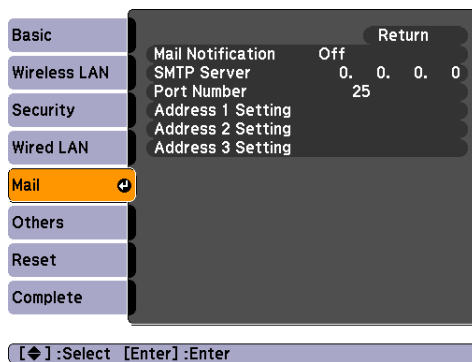 Basic
Wireless LAN
Security
Wired LAN
Mail
Others
Reset
Complete
Return
Mail Notification Off
SMTP Server 0. 0. 0. 0
Port Number 25
Address 1 Setting
Address 2 Setting
Address 3 Setting
[◆] :Select [Enter] :Enter